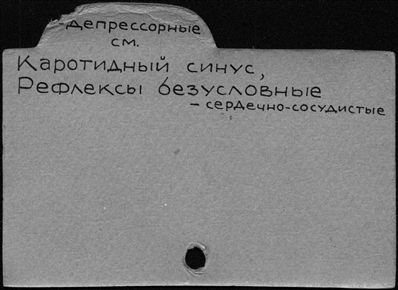 -депрессорные
см.
Каротидный синус,
Рефлексы безусловные
- сердечно-сосудистые